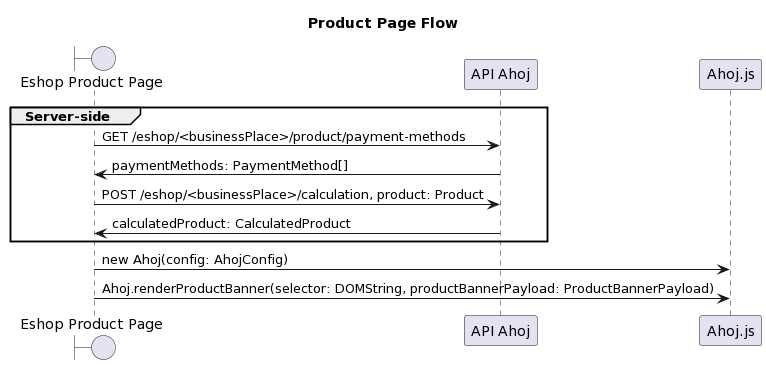 Product Page Flow
Eshop Product Page
API Ahoj
Ahoj.js
Server-side
GET /eshop/<businessPlace>/product/payment-methods
paymentMethods: PaymentMethod[]
POST /eshop/<businessPlace>/calculation, product: Product
calculatedProduct: CalculatedProduct
new Ahoj(config: AhojConfig)
Ahoj.renderProductBanner(selector: DOMString, productBannerPayload: ProductBannerPayload)
Eshop Product Page
API Ahoj
Ahoj.js